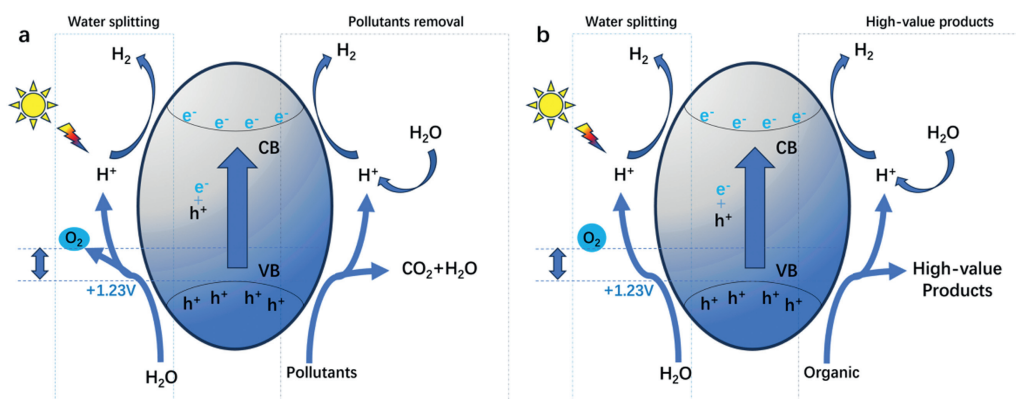 a
Water splitting
Pollutants removal
H₂
H₂
e⁻ e⁻ e⁻ e⁻
CB
H₂O
H⁺
H⁺
e⁻
+
h⁺
O₂
VB
CO₂+H₂O
+1.23V
h⁺ h⁺ h⁺ h⁺
H₂O
Pollutants
b
Water splitting
High-value products
H₂
H₂
e⁻ e⁻ e⁻ e⁻
CB
H₂O
H⁺
H⁺
e⁻
+
h⁺
O₂
VB
High-value
Products
+1.23V
h⁺ h⁺ h⁺ h⁺
H₂O
Organic